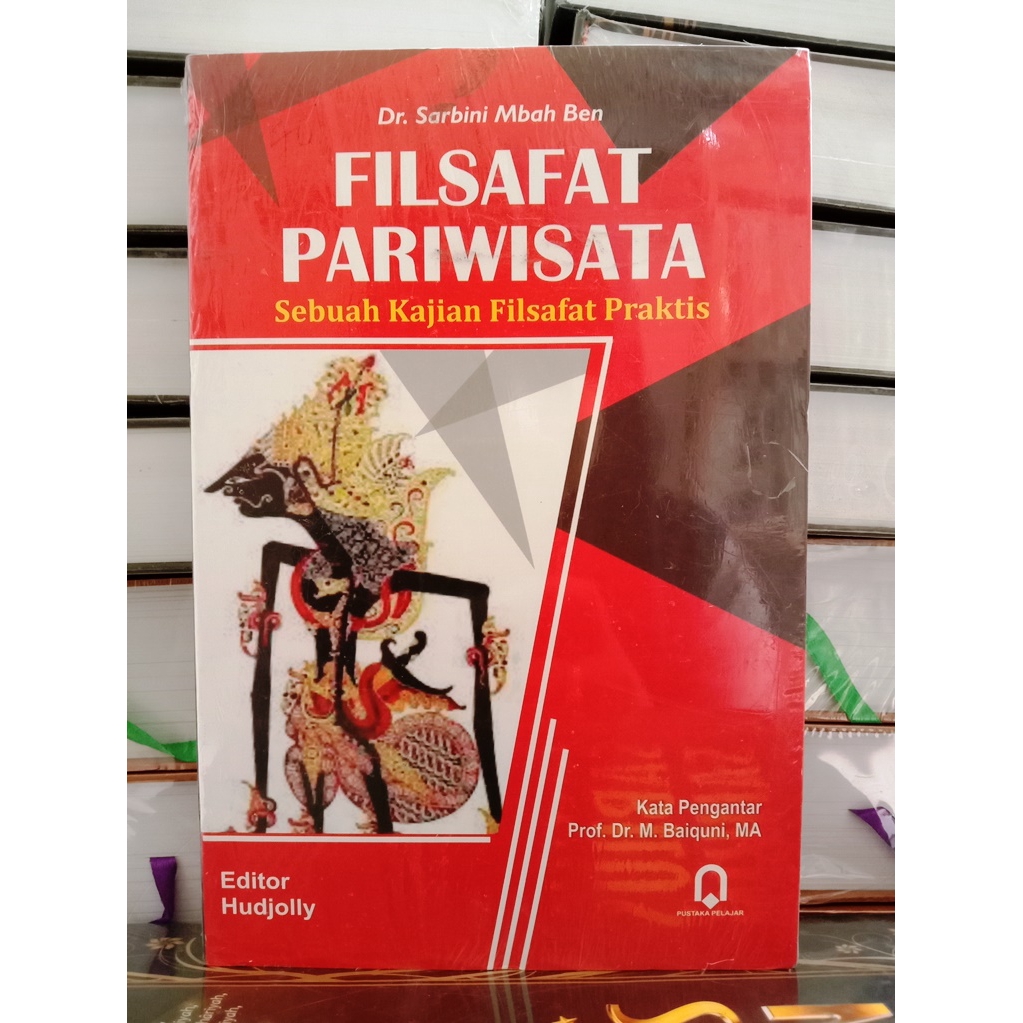 Dr. Sarbini Mbah Ben
FILSAFAT
PARIWISATA
Sebuah Kajian Filsafat Praktis
Kata Pengantar
Prof. Dr. M. Baiquni, MA
Editor
Hudjolly
PUSTAKA PELAJAR